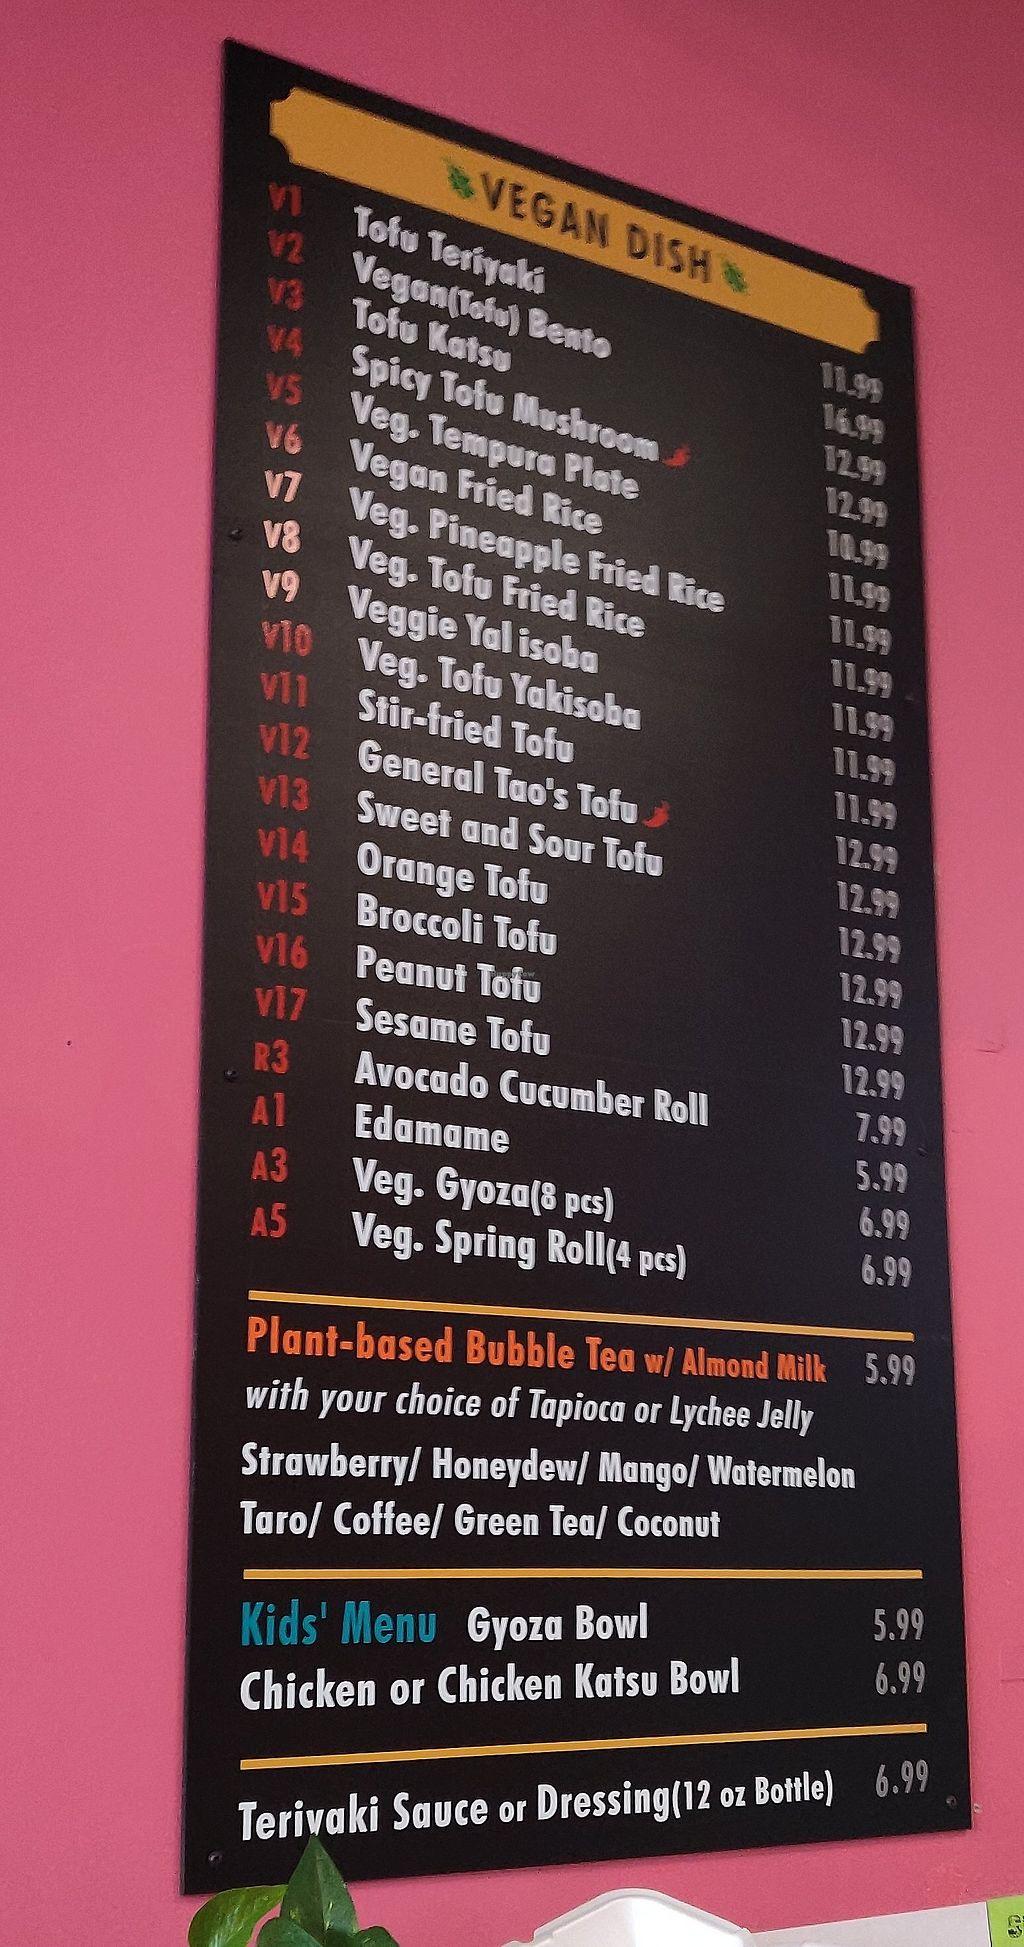 VEGAN DISH
V1 Tofu Teriyaki 11.99
V2 Vegan(Tofu) Bento 16.99
V3 Tofu Katsu 12.99
V4 Spicy Tofu Mushroom 12.99
V5 Veg. Tempura Plate 10.99
V6 Vegan Fried Rice 11.99
V7 Veg. Pineapple Fried Rice 11.99
V8 Veg. Tofu Fried Rice 11.99
V9 Veggie Yal isoba 11.99
V10 Veg. Tofu Yakisoba 11.99
V11 Stir-fried Tofu 11.99
V12 General Tao's Tofu 12.99
V13 Sweet and Sour Tofu 12.99
V14 Orange Tofu 12.99
V15 Broccoli Tofu 12.99
V16 Peanut Tofu 12.99
V17 Sesame Tofu 12.99
R3 Avocado Cucumber Roll 7.99
A1 Edamame 5.99
A3 Veg. Gyoza(8 pcs) 6.99
A5 Veg. Spring Roll(4 pcs) 6.99
Plant-based Bubble Tea w/ Almond Milk 5.99
with your choice of Tapioca or Lychee Jelly
Strawberry/ Honeydew/ Mango/ Watermelon
Taro/ Coffee/ Green Tea/ Coconut
Kids' Menu Gyoza Bowl 5.99
Chicken or Chicken Katsu Bowl 6.99
Teriyaki Sauce or Dressing(12 oz Bottle) 6.99